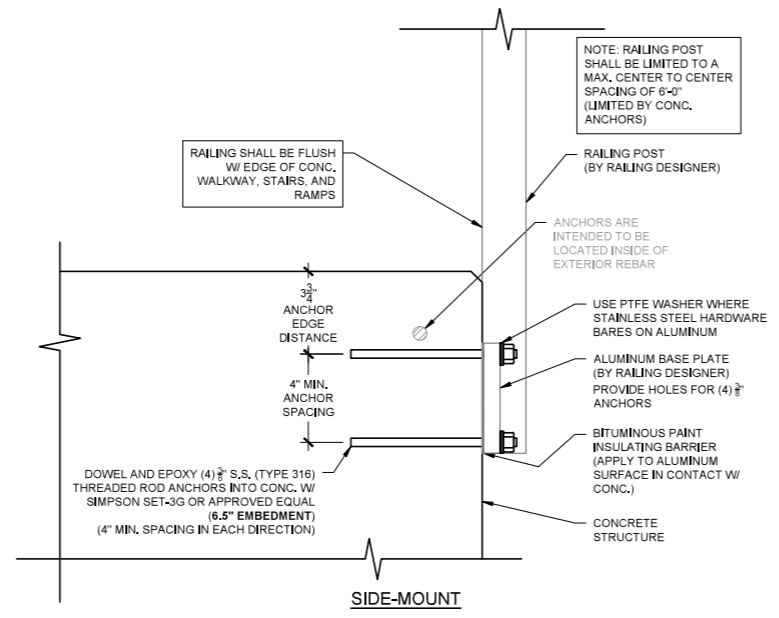 NOTE: RAILING POST
SHALL BE LIMITED TO A
MAX. CENTER TO CENTER
SPACING OF 6'-0"
(LIMITED BY CONC.
ANCHORS)
RAILING SHALL BE FLUSH
W/ EDGE OF CONC.
WALKWAY, STAIRS, AND
RAMPS
RAILING POST
(BY RAILING DESIGNER)
ANCHORS ARE
INTENDED TO BE
LOCATED INSIDE OF
EXTERIOR REBAR
3 3/4"
ANCHOR
EDGE
DISTANCE
USE PTFE WASHER WHERE
STAINLESS STEEL HARDWARE
BARES ON ALUMINUM
ALUMINUM BASE PLATE
(BY RAILING DESIGNER)
PROVIDE HOLES FOR (4) 3/8"
ANCHORS
4" MIN.
ANCHOR
SPACING
BITUMINOUS PAINT
INSULATING BARRIER
(APPLY TO ALUMINUM
SURFACE IN CONTACT W/
CONC.)
DOWEL AND EPOXY (4) 3/8" S.S. (TYPE 316)
THREADED ROD ANCHORS INTO CONC. W/
SIMPSON SET-3G OR APPROVED EQUAL
(6.5" EMBEDMENT)
(4" MIN. SPACING IN EACH DIRECTION)
CONCRETE
STRUCTURE
SIDE-MOUNT